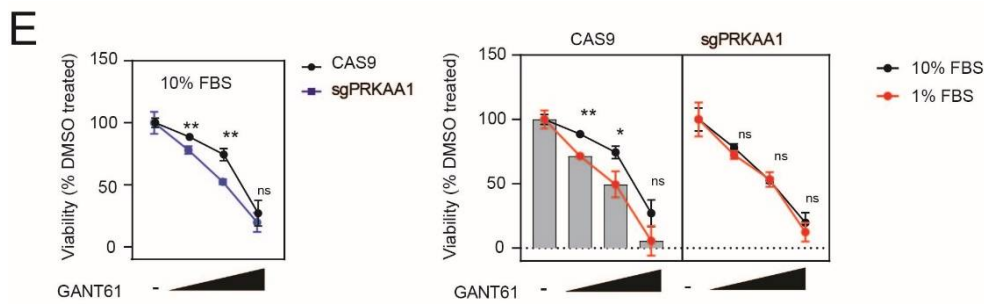 E
Viability (% DMSO treated)
150
100
50
0
10% FBS
**
**
ns
CAS9
sgPRKAA1
GANT61
-
Viability (% DMSO treated)
150
100
50
0
CAS9
**
*
ns
sgPRKAA1
ns
ns
ns
10% FBS
1% FBS
GANT61
-
-